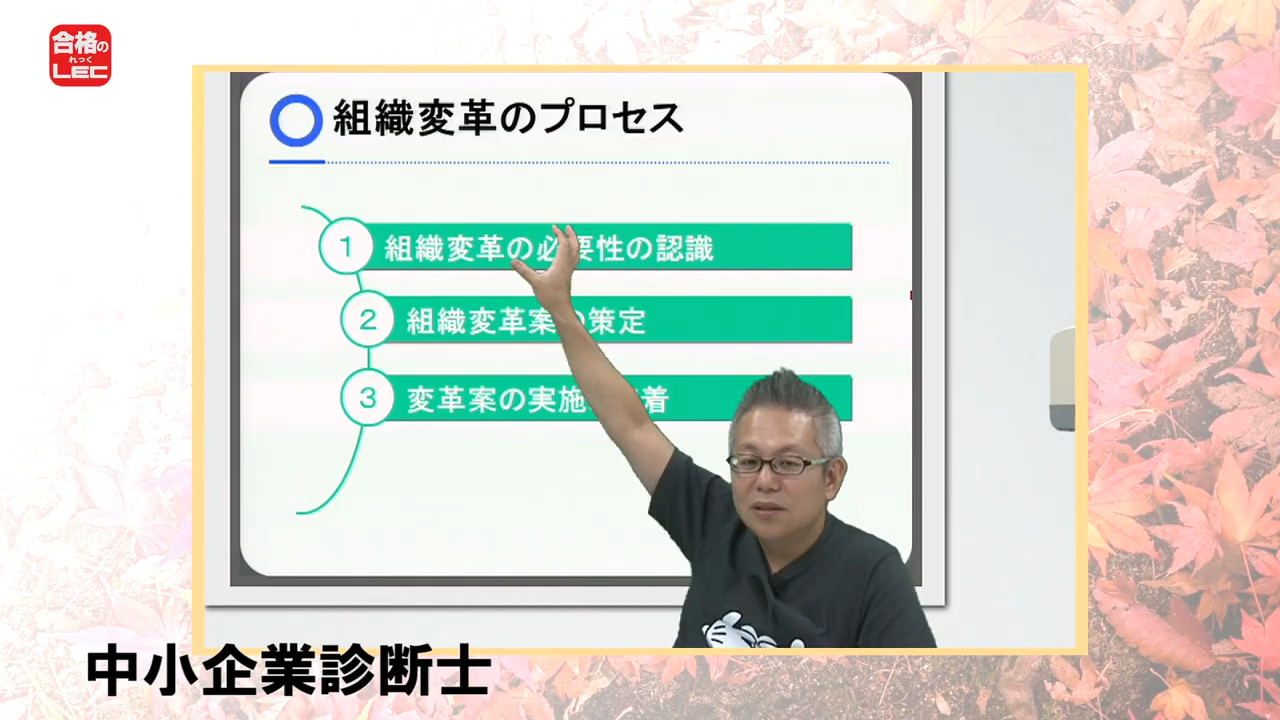 合格の
れっく
LEC
組織変革のプロセス
1 組織変革の必要性の認識
2 組織変革案の策定
3 変革案の実施 着
中小企業診断士